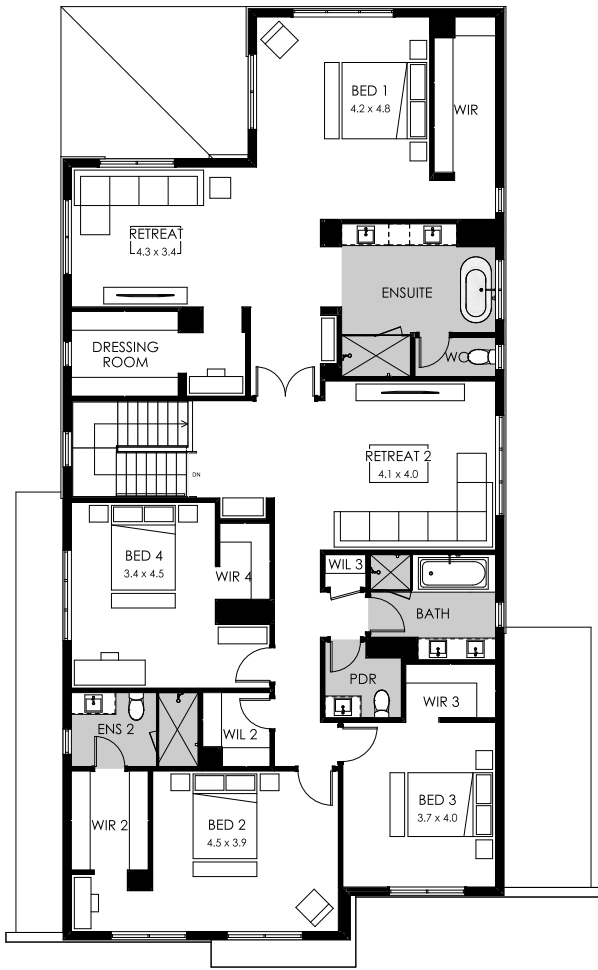 BED 1
4.2 x 4.8
WIR
RETREAT
4.3 x 3.4
ENSUITE
DRESSING
ROOM
WC
RETREAT 2
4.1 x 4.0
DN
BED 4
3.4 x 4.5
WIR 4
WIL 3
BATH
PDR
WIR 3
ENS 2
WIL 2
BED 3
3.7 x 4.0
WIR 2
BED 2
4.5 x 3.9